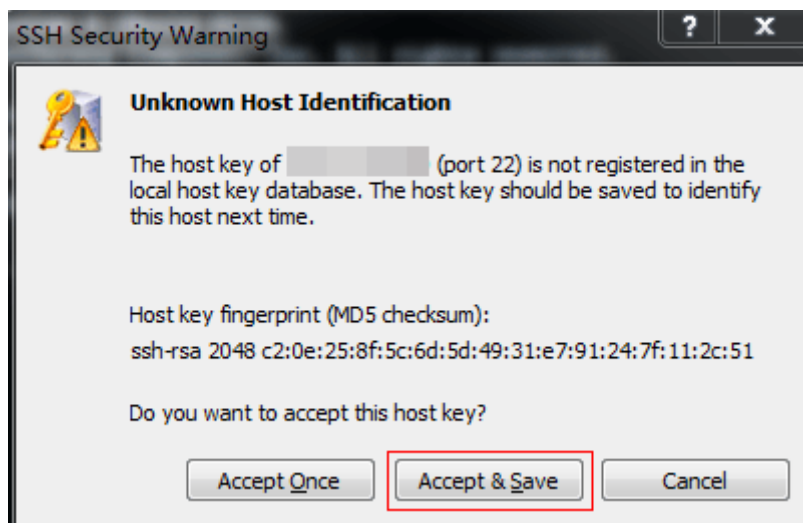 SSH Security Warning
? x
Unknown Host Identification
The host key of (port 22) is not registered in the
local host key database. The host key should be saved to identify
this host next time.
Host key fingerprint (MD5 checksum):
ssh-rsa 2048 c2:0e:25:8f:5c:6d:5d:49:31:e7:91:24:7f:11:2c:51
Do you want to accept this host key?
Accept Once Accept & Save Cancel